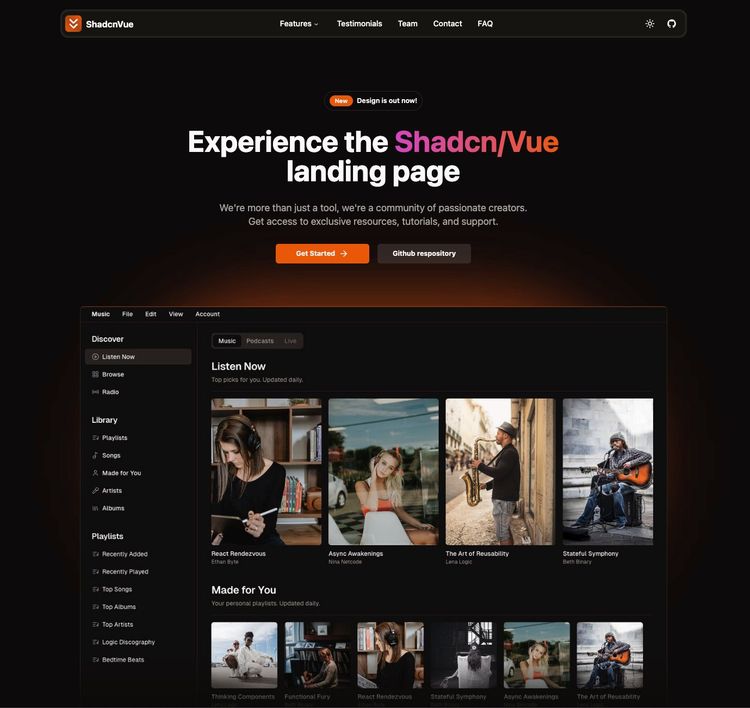 ShadcnVue
Features
Testimonials
Team
Contact
FAQ
New
Design is out now!
Experience the Shadcn/Vue
landing page
We're more than just a tool, we're a community of passionate creators.
Get access to exclusive resources, tutorials, and support.
Get Started
Github respository
Music
File
Edit
View
Account
Discover
Listen Now
Browse
Radio
Library
Playlists
Songs
Made for You
Artists
Albums
Playlists
Recently Added
Recently Played
Top Songs
Top Albums
Top Artists
Logic Discography
Bedtime Beats
Music
Podcasts
Live
Listen Now
Top picks for you. Updated daily.
React Rendezvous
Ethan Byte
Async Awakenings
Nina Netcode
The Art of Reusability
Lena Logic
Stateful Symphony
Beth Binary
Made for You
Your personal playlists. Updated daily.
Thinking Components
Functional Fury
React Rendezvous
Stateful Symphony
Async Awakenings
The Art of Reusability